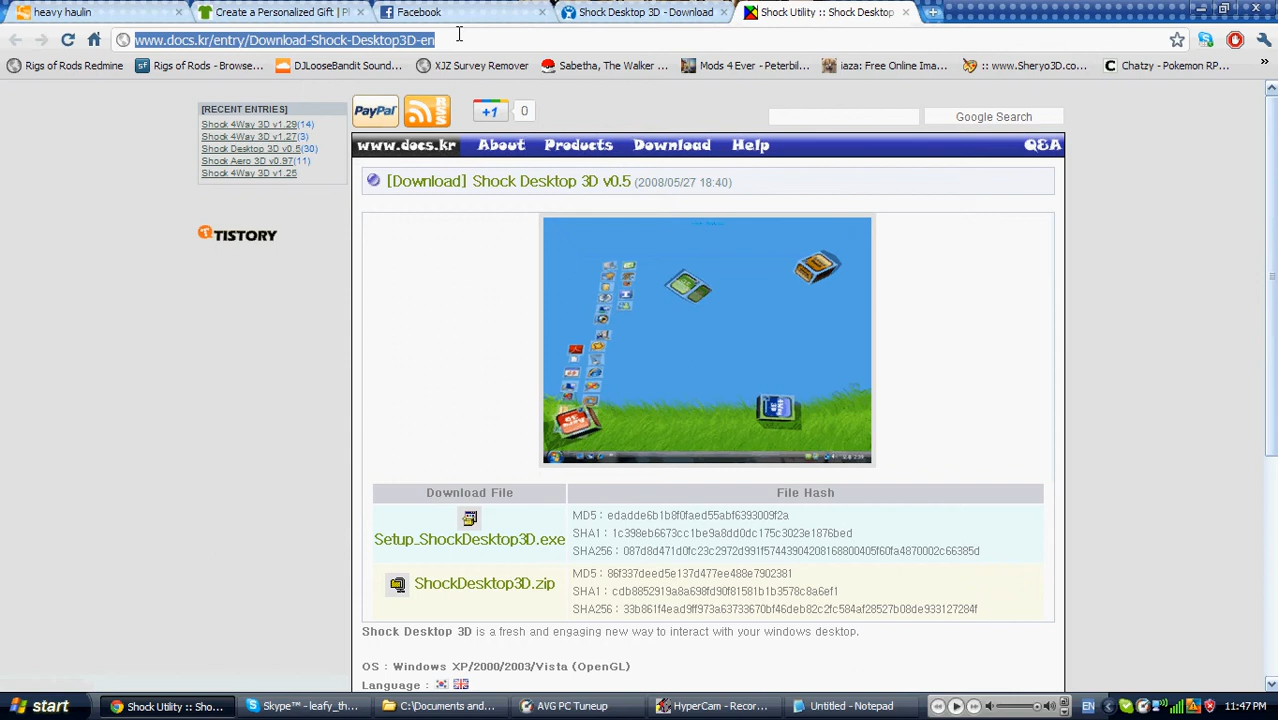 heavy haulin
Create a Personalized Gift | Pl
Facebook
Shock Desktop 3D - Download
Shock Utility :: Shock Desktop
www.docs.kr/entry/Download-Shock-Desktop3D-en
Rigs of Rods Redmine
Rigs of Rods - Browse...
DJLooseBandit Sound...
XJZ Survey Remover
Sabetha, The Walker ...
Mods 4 Ever - Peterbil...
iaza: Free Online Ima...
:: www.Sheryo3D.co...
Chatzy - Pokemon RP...
[RECENT ENTRIES]
Shock 4Way 3D v1.29(14)
Shock 4Way 3D v1.27(3)
Shock Desktop 3D v0.5(30)
Shock Aero 3D v0.97(11)
Shock 4Way 3D v1.25
TISTORY
PayPal
RSS
+1
0
Google Search
www.docs.kr
About
Products
Download
Help
Q&A
[Download] Shock Desktop 3D v0.5 (2008/05/27 18:40)
Download File
File Hash
Setup_ShockDesktop3D.exe
MD5 : edadde6b1b8f0faed55abf6393009f2a
SHA1 : 1c398eb6673cc1be9a8dd0dc175c3023e1876bed
SHA256 : 087d8d471d0fc23c2972d991f57443904208168800405f60fa4870002c66385d
ShockDesktop3D.zip
MD5 : 86f337deed5e137d477ee488e7902381
SHA1 : cdb8852919a8a698fd90f81581b1b3578c8a6ef1
SHA256 : 33b861f4ead9ff973a63733670bf46deb82c2fc584af28527b08de933127284f
Shock Desktop 3D is a fresh and engaging new way to interact with your windows desktop.
OS : Windows XP/2000/2003/Vista (OpenGL)
Language :
start
Shock Utility :: Sho...
Skype™ - leafy_th...
C:\Documents and...
AVG PC Tuneup
HyperCam - Recor...
Untitled - Notepad
EN
11:47 PM